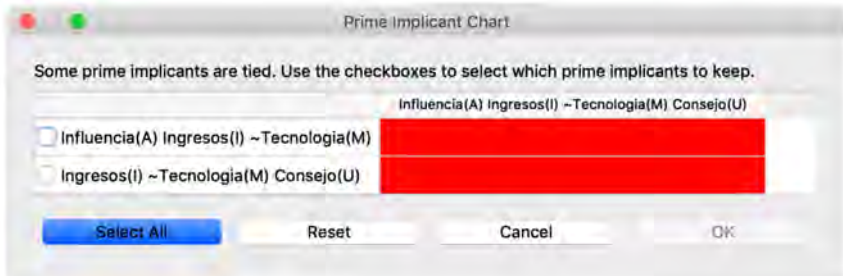 Prime Implicant Chart
Some prime implicants are tied. Use the checkboxes to select which prime implicants to keep.
Influencia(A) Ingresos(I) ~Tecnologia(M) Consejo(U)
Influencia(A) Ingresos(I) ~Tecnologia(M)
Ingresos(I) ~Tecnologia(M) Consejo(U)
Select All Reset Cancel OK